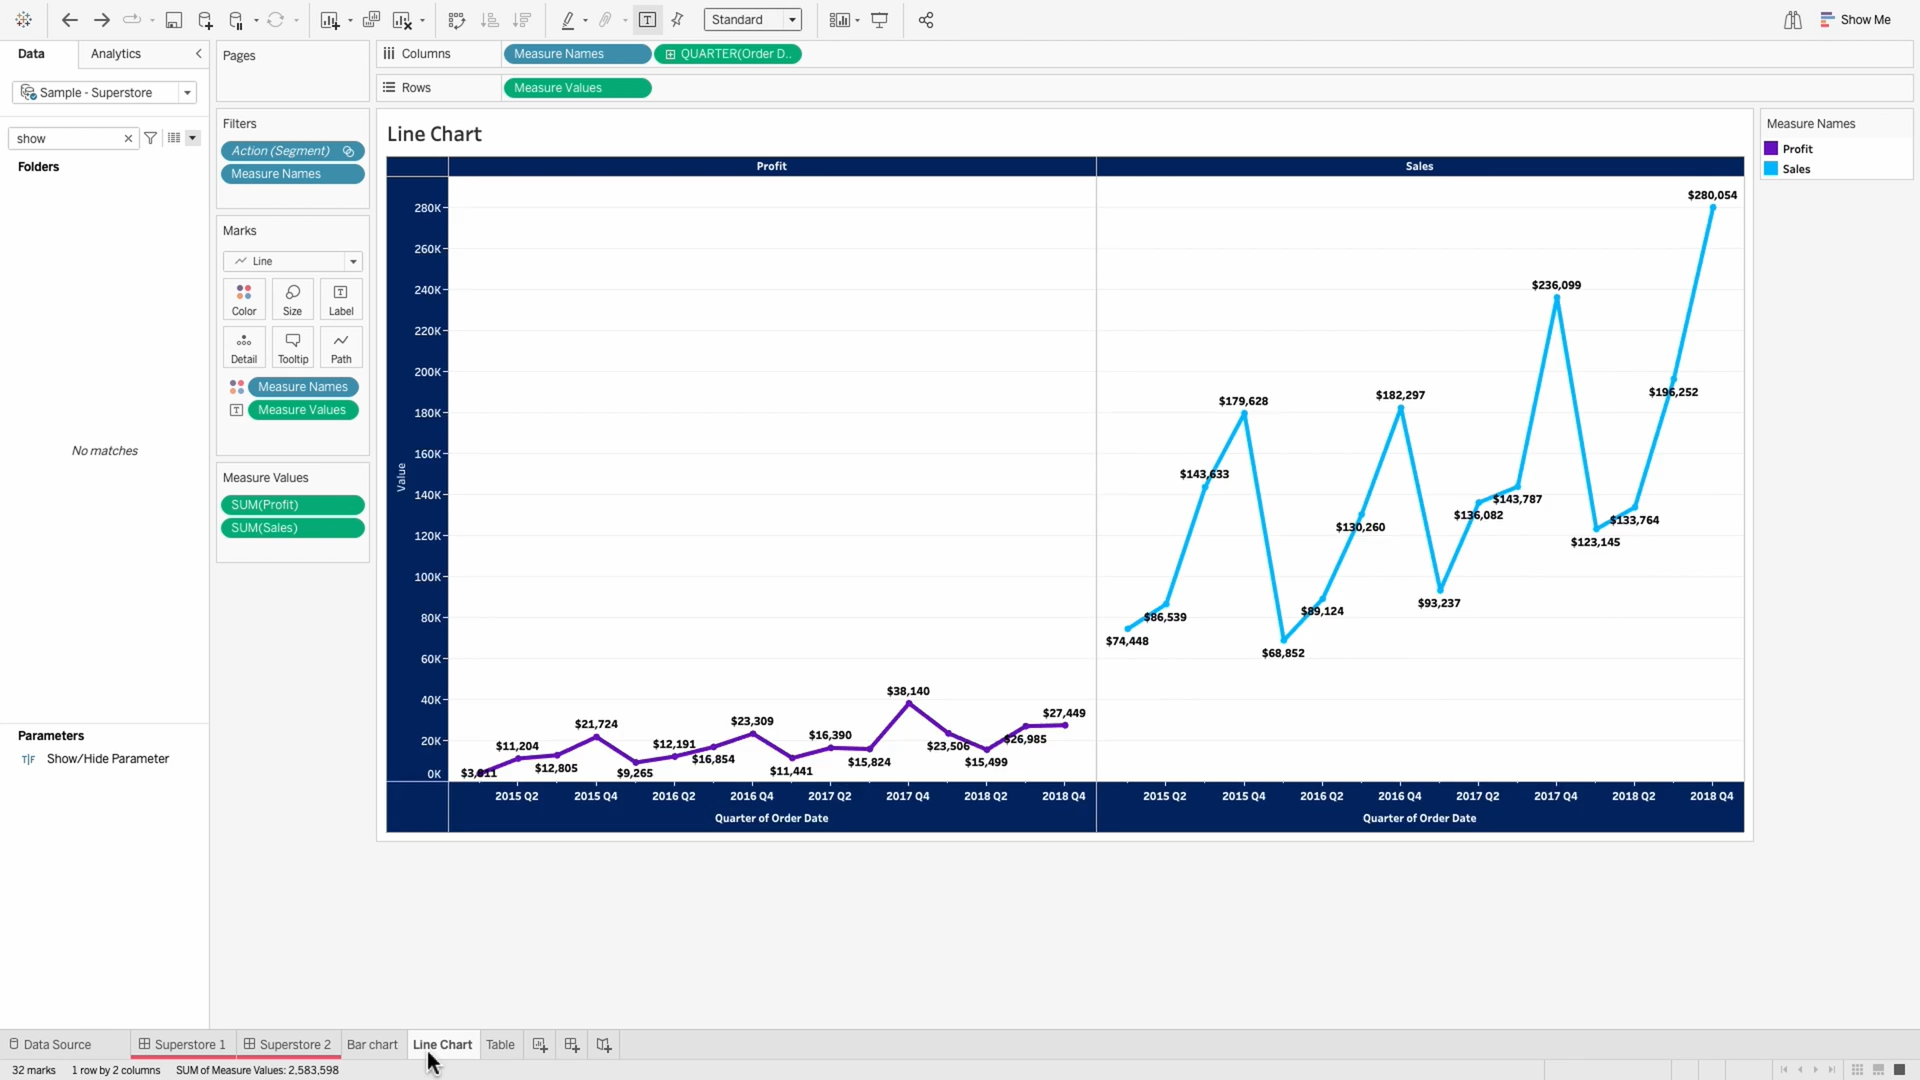 Standard
Show Me
Data
Analytics
Pages
Columns
Measure Names
QUARTER(Order D..
Rows
Measure Values
Sample - Superstore
show
Folders
No matches
Parameters
Show/Hide Parameter
Filters
Action (Segment)
Measure Names
Marks
Line
Color
Size
Label
Detail
Tooltip
Path
Measure Names
Measure Values
Measure Values
SUM(Profit)
SUM(Sales)
Line Chart
Profit
Sales
280K
260K
240K
220K
200K
180K
160K
140K
120K
100K
80K
60K
40K
20K
0K
Value
$11,204
$12,805
$21,724
$9,265
$12,191
$16,854
$23,309
$11,441
$16,390
$15,824
$38,140
$23,506
$15,499
$26,985
$27,449
$74,448
$86,539
$143,633
$179,628
$68,852
$89,124
$130,260
$182,297
$93,237
$136,082
$143,787
$236,099
$123,145
$133,764
$196,252
$280,054
2015 Q2 2015 Q4 2016 Q2 2016 Q4 2017 Q2 2017 Q4 2018 Q2 2018 Q4
Quarter of Order Date
2015 Q2 2015 Q4 2016 Q2 2016 Q4 2017 Q2 2017 Q4 2018 Q2 2018 Q4
Quarter of Order Date
Measure Names
Profit
Sales
Data Source
Superstore 1
Superstore 2
Bar chart
Line Chart
Table
32 marks
1 row by 2 columns
SUM of Measure Values: 2,583,598